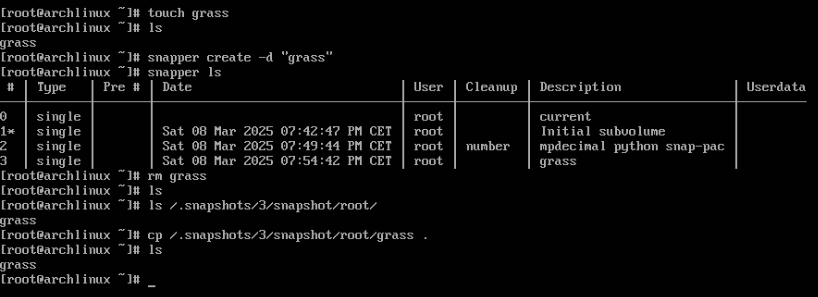 [root@archlinux ~]# touch grass
[root@archlinux ~]# ls
grass
[root@archlinux ~]# snapper create -d "grass"
[root@archlinux ~]# snapper ls
 # | Type | Pre # | Date | User | Cleanup | Description | Userdata
0 | single | | | root | | current |
1* | single | | Sat 08 Mar 2025 07:42:47 PM CET | root | | Initial subvolume |
2 | single | | Sat 08 Mar 2025 07:49:44 PM CET | root | number | mpdecimal python snap-pac |
3 | single | | Sat 08 Mar 2025 07:54:42 PM CET | root | | grass |
[root@archlinux ~]# rm grass
[root@archlinux ~]# ls
[root@archlinux ~]# ls /.snapshots/3/snapshot/root/
grass
[root@archlinux ~]# cp /.snapshots/3/snapshot/root/grass .
[root@archlinux ~]# ls
grass
[root@archlinux ~]# _